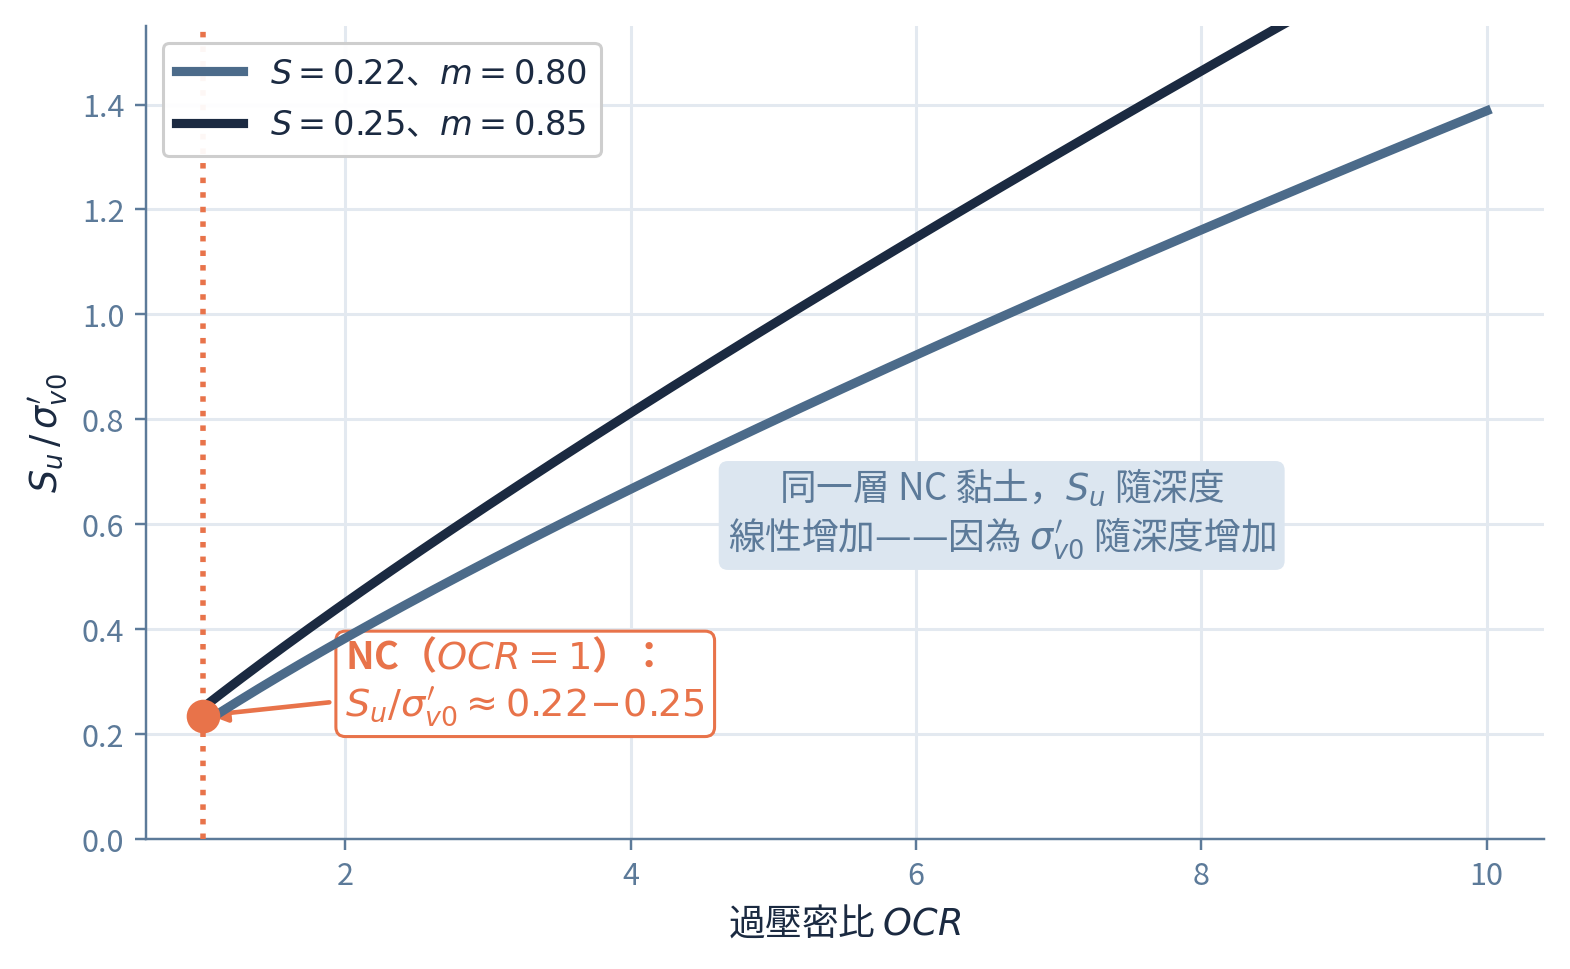 S = 0.22、m = 0.80
S = 0.25、m = 0.85
1.4
1.2
1.0
0.8
0.6
0.4
0.2
0.0
S_u / σ′_v0
同一層 NC 黏土，S_u 隨深度
線性增加——因為 σ′_v0 隨深度增加
NC（OCR = 1）：
S_u/σ′_v0 ≈ 0.22−0.25
2 4 6 8 10
過壓密比 OCR